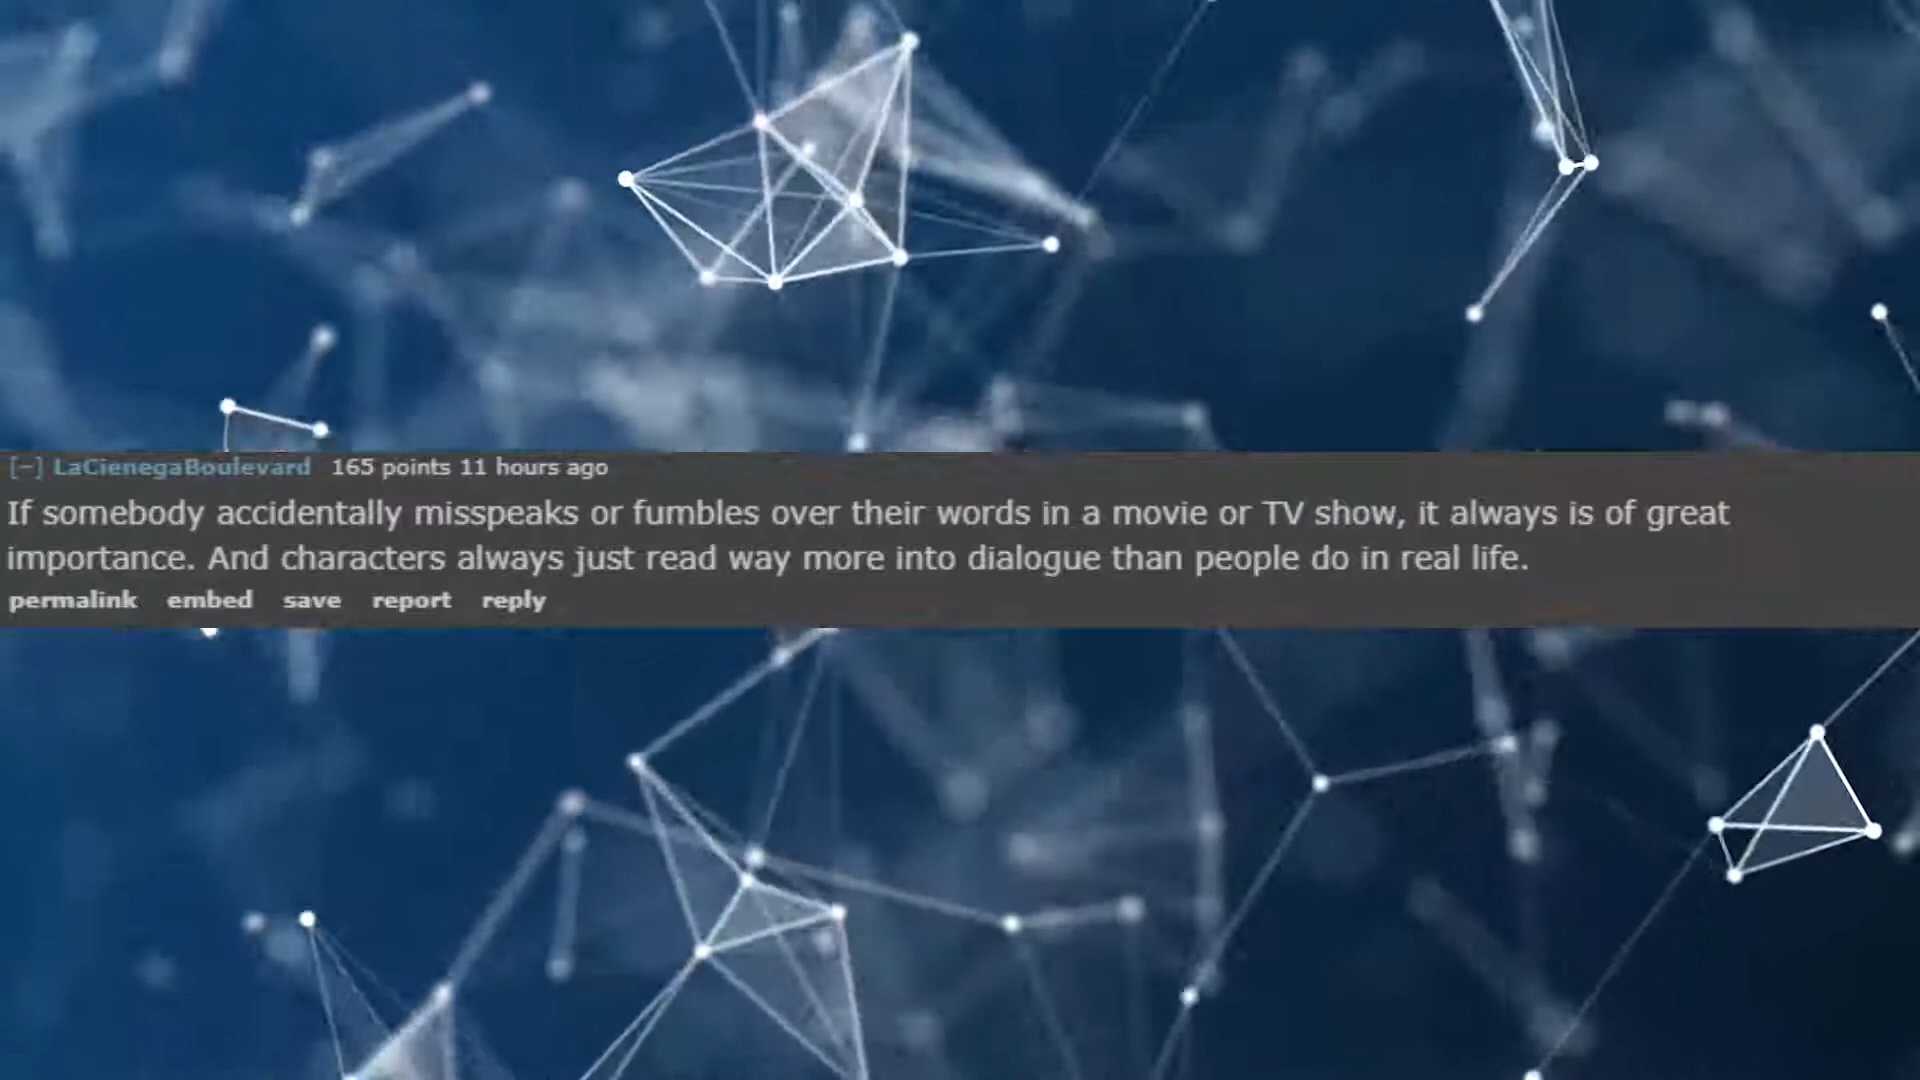 [−] LaCienegaBoulevard 165 points 11 hours ago
If somebody accidentally misspeaks or fumbles over their words in a movie or TV show, it always is of great
importance. And characters always just read way more into dialogue than people do in real life.
permalink embed save report reply